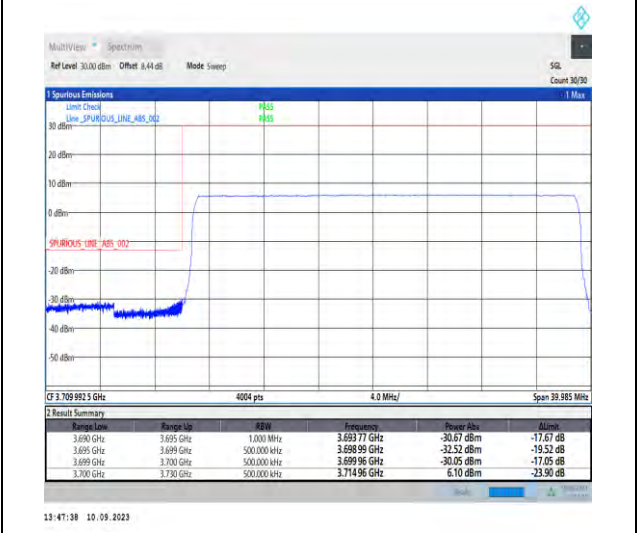 MultiView Spectrum
Ref Level 30.00 dBm Offset 8.44 dB Mode Sweep SGL
Count 30/30
1 Spurious Emissions 1 Max
Limit Check PASS
Line _SPURIOUS_LINE_ABS_002 PASS
30 dBm
20 dBm
10 dBm
0 dBm
SPURIOUS_LINE_ABS_002
-20 dBm
-30 dBm
-40 dBm
-50 dBm
CF 3.709 992 5 GHz 4004 pts 4.0 MHz/ Span 39.985 MHz
2 Result Summary
Range Low Range Up RBW Frequency Power Abs ΔLimit
3.690 GHz 3.695 GHz 1.000 MHz 3.693 77 GHz -30.67 dBm -17.67 dB
3.695 GHz 3.699 GHz 500.000 kHz 3.698 99 GHz -32.52 dBm -19.52 dB
3.699 GHz 3.700 GHz 500.000 kHz 3.699 96 GHz -30.05 dBm -17.05 dB
3.700 GHz 3.730 GHz 500.000 kHz 3.714 96 GHz 6.10 dBm -23.90 dB
Ready
13:47:38 10.09.2023